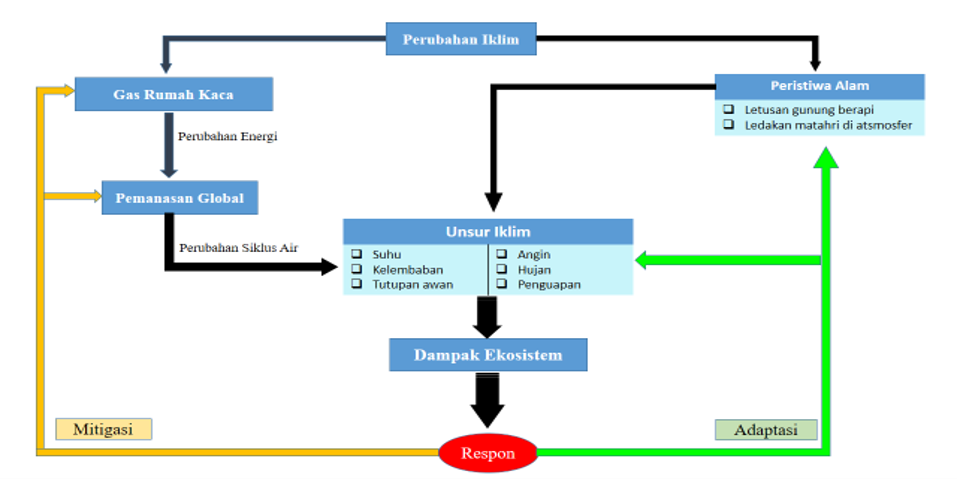 Perubahan Iklim
Gas Rumah Kaca
Peristiwa Alam
Letusan gunung berapi
Ledakan matahri di atsmosfer
Perubahan Energi
Pemanasan Global
Perubahan Siklus Air
Unsur Iklim
Suhu
Kelembaban
Tutupan awan
Angin
Hujan
Penguapan
Dampak Ekosistem
Mitigasi
Adaptasi
Respon